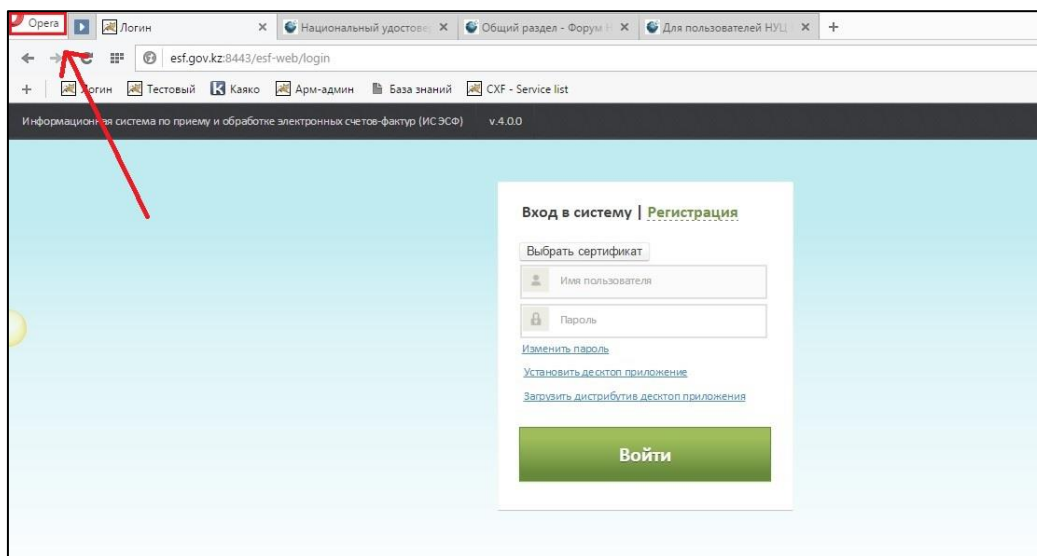 Opera
Логин
Национальный удостове
Общий раздел - Форум Н
Для пользователей НУЦ
esf.gov.kz:8443/esf-web/login
Логин Тестовый Каяко Арм-админ База знаний CXF - Service list
Информационная система по приему и обработке электронных счетов-фактур (ИС ЭСФ) v.4.0.0
Вход в систему | Регистрация
Выбрать сертификат
Имя пользователя
Пароль
Изменить пароль
Установить десктоп приложение
Загрузить дистрибутив десктоп приложения
Войти